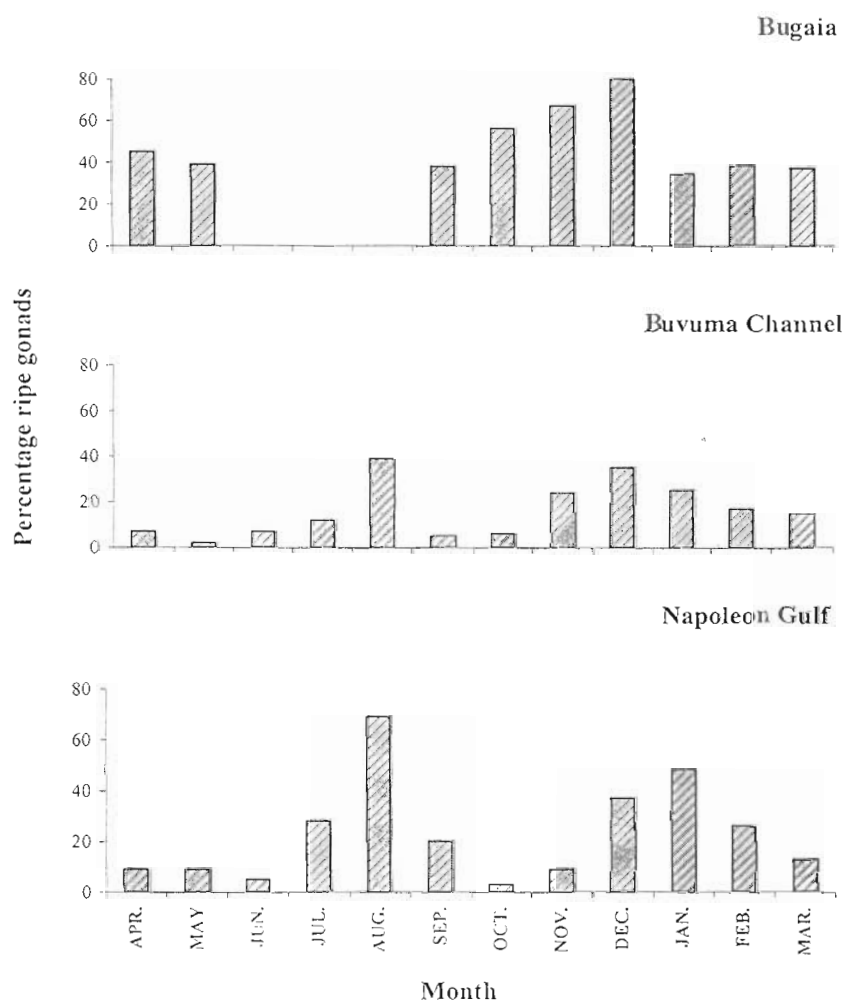 Bugaia
80
60
40
20
0
Buvuma Channel
80
60
40
20
0
Percentage ripe gonads
Napoleon Gulf
80
60
40
20
0
APR. MAY JUN. JUL. AUG. SEP. OCT. NOV. DEC. JAN. FEB. MAR.
Month